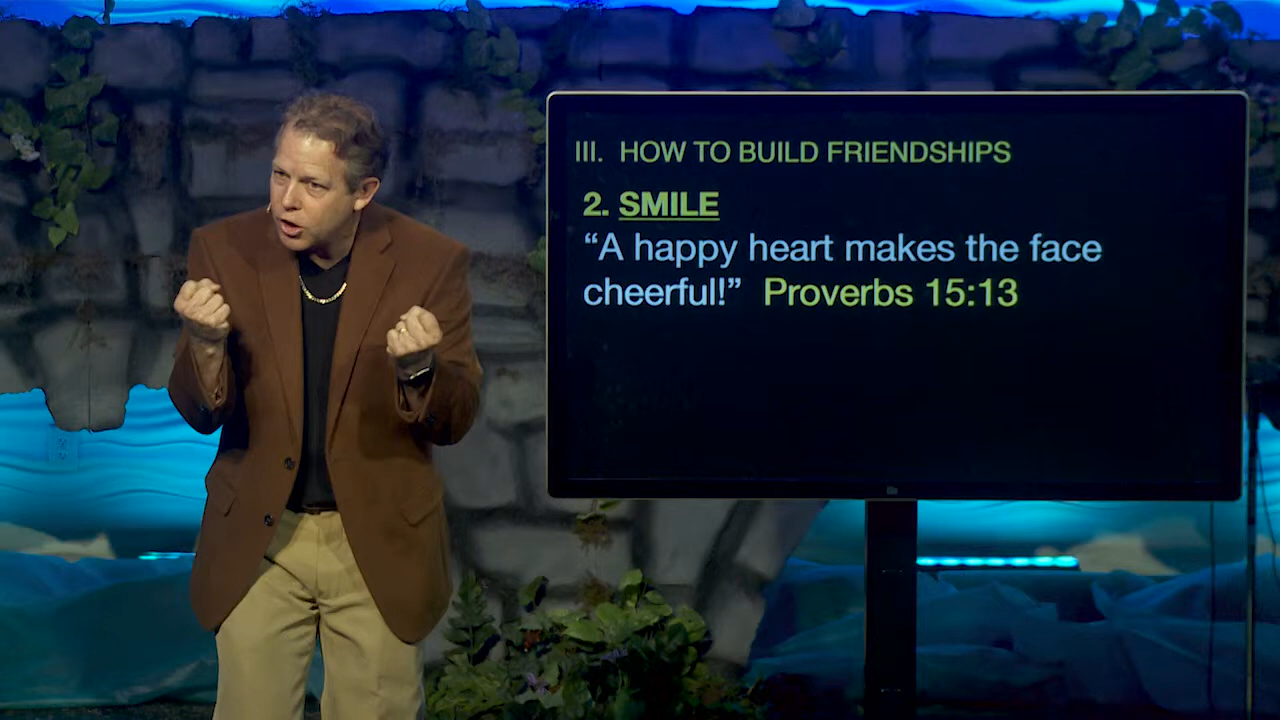 III. HOW TO BUILD FRIENDSHIPS
2. SMILE
“A happy heart makes the face
cheerful!” Proverbs 15:13